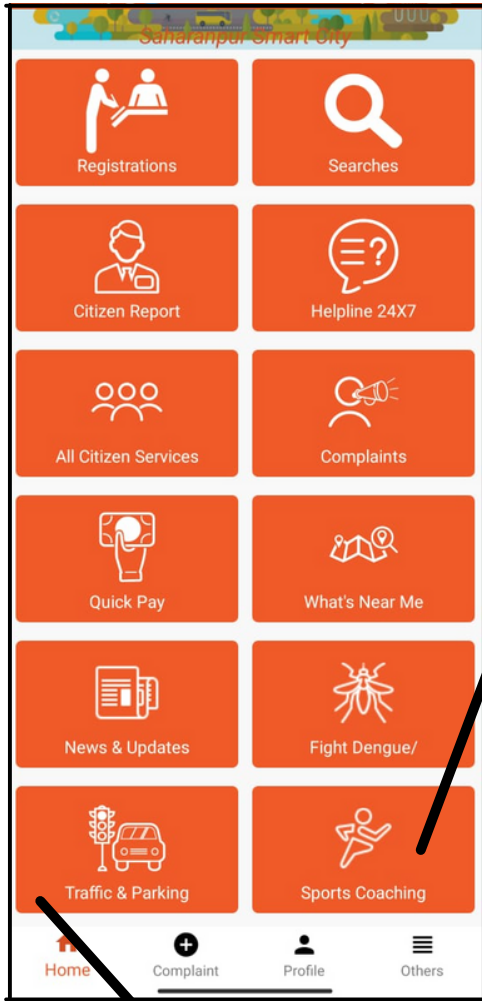 Saharanpur Smart City
Registrations
Searches
Citizen Report
Helpline 24X7
All Citizen Services
Complaints
Quick Pay
What's Near Me
News & Updates
Fight Dengue/
Traffic & Parking
Sports Coaching
Home
Complaint
Profile
Others